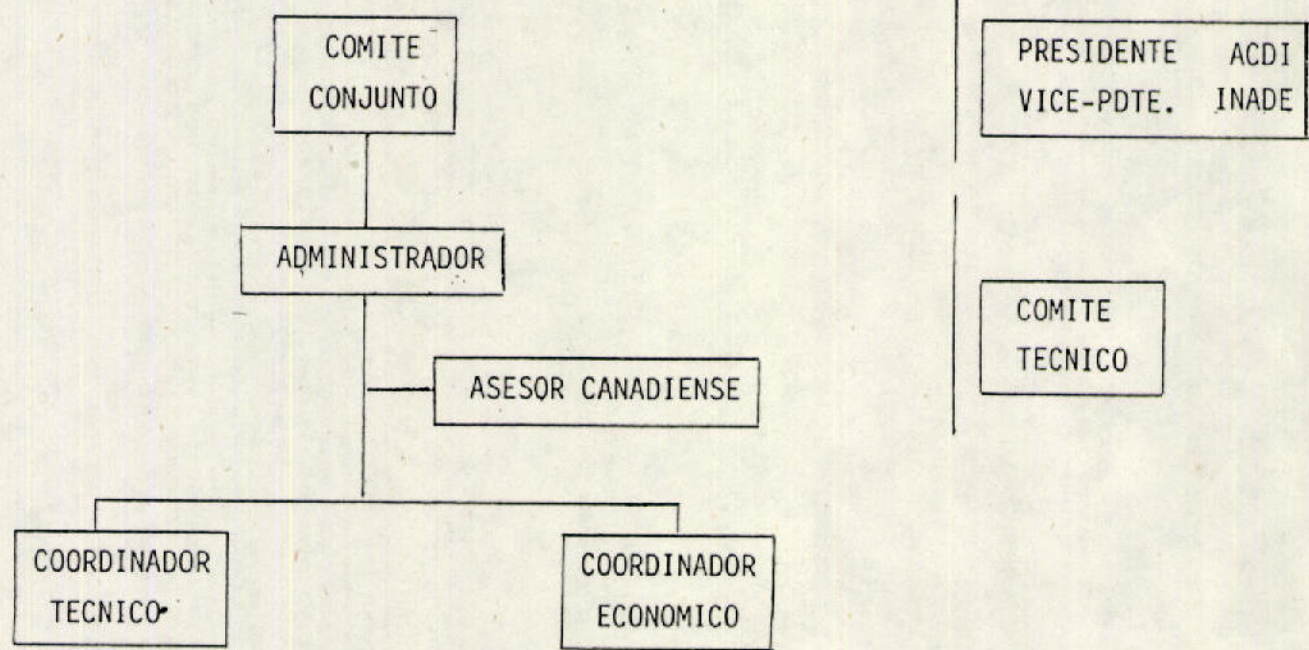 COMITE
CONJUNTO
PRESIDENTE ACDI
VICE-PDTE. INADE
ADMINISTRADOR
COMITE
TECNICO
ASESOR CANADIENSE
COORDINADOR
TECNICO
COORDINADOR
ECONOMICO